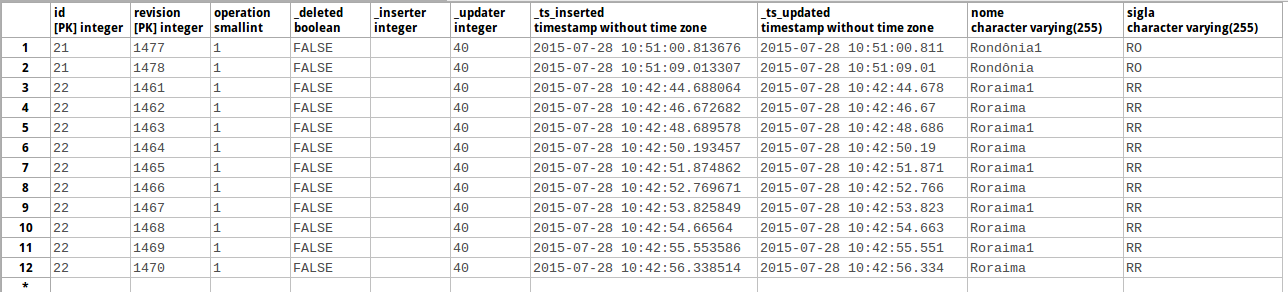 id revision operation _deleted _inserter _updater _ts_inserted _ts_updated nome sigla
[PK] integer [PK] integer smallint boolean integer integer timestamp without time zone timestamp without time zone character varying(255) character varying(255)
1 21 1477 1 FALSE 40 2015-07-28 10:51:00.813676 2015-07-28 10:51:00.811 Rondônia1 RO
2 21 1478 1 FALSE 40 2015-07-28 10:51:09.013307 2015-07-28 10:51:09.01 Rondônia RO
3 22 1461 1 FALSE 40 2015-07-28 10:42:44.688064 2015-07-28 10:42:44.678 Roraima1 RR
4 22 1462 1 FALSE 40 2015-07-28 10:42:46.672682 2015-07-28 10:42:46.67 Roraima RR
5 22 1463 1 FALSE 40 2015-07-28 10:42:48.689578 2015-07-28 10:42:48.686 Roraima1 RR
6 22 1464 1 FALSE 40 2015-07-28 10:42:50.193457 2015-07-28 10:42:50.19 Roraima RR
7 22 1465 1 FALSE 40 2015-07-28 10:42:51.874862 2015-07-28 10:42:51.871 Roraima1 RR
8 22 1466 1 FALSE 40 2015-07-28 10:42:52.769671 2015-07-28 10:42:52.766 Roraima RR
9 22 1467 1 FALSE 40 2015-07-28 10:42:53.825849 2015-07-28 10:42:53.823 Roraima1 RR
10 22 1468 1 FALSE 40 2015-07-28 10:42:54.66564 2015-07-28 10:42:54.663 Roraima RR
11 22 1469 1 FALSE 40 2015-07-28 10:42:55.553586 2015-07-28 10:42:55.551 Roraima1 RR
12 22 1470 1 FALSE 40 2015-07-28 10:42:56.338514 2015-07-28 10:42:56.334 Roraima RR
*